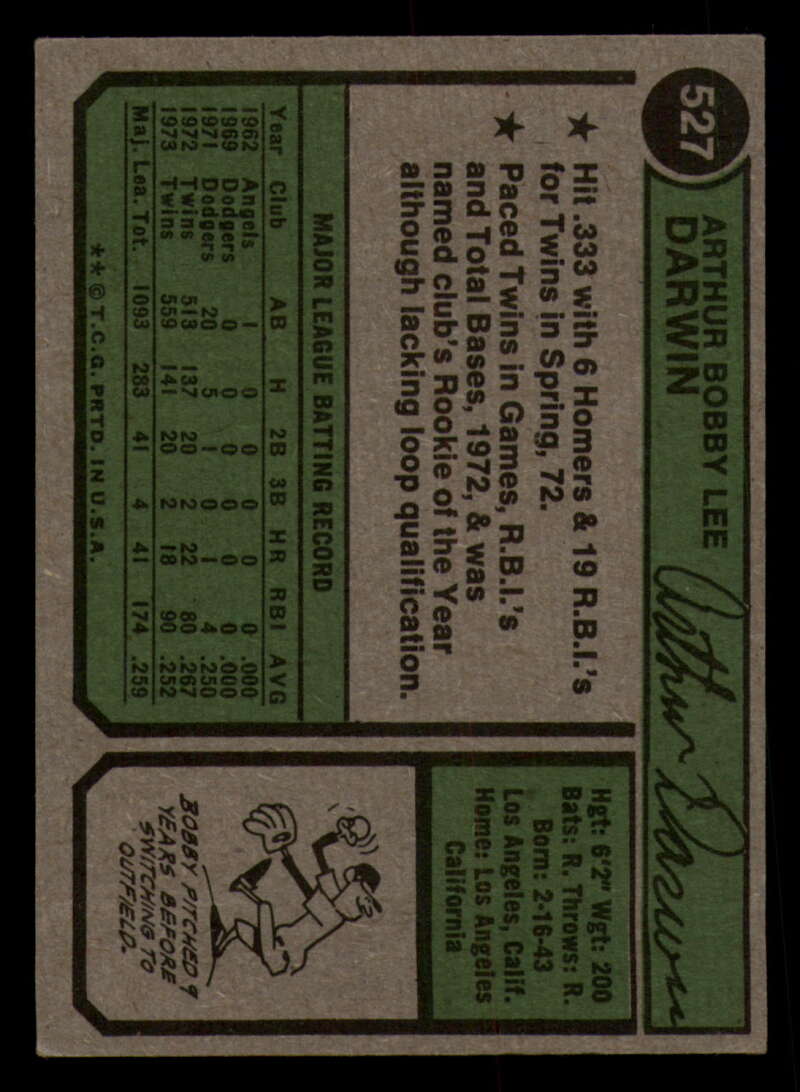 527
ARTHUR BOBBY LEE
DARWIN
Arthur Darwin
★ Hit .333 with 6 Homers & 19 R.B.I.'s
for Twins in Spring, 72.
★ Paced Twins in Games, R.B.I.'s
and Total Bases, 1972, & was
named club's Rookie of the Year
although lacking loop qualification.
MAJOR LEAGUE BATTING RECORD
Year Club AB H 2B 3B HR RBI AVG
1962 Angels 1 0 0 0 0 0 .000
1969 Dodgers 0 0 0 0 0 0 .000
1971 Dodgers 20 5 1 0 1 4 .250
1972 Twins 513 137 20 2 22 80 .267
1973 Twins 559 141 20 2 18 90 .252
Maj. Lea. Tot. 1093 283 41 4 41 174 .259
**© T.C.G. PRTD. IN U.S.A.
Hgt: 6'2" Wgt: 200
Bats: R. Throws: R.
Born: 2-16-43
Los Angeles, Calif.
Home: Los Angeles
California
BOBBY PITCHED 9
YEARS BEFORE
SWITCHING TO
OUTFIELD.